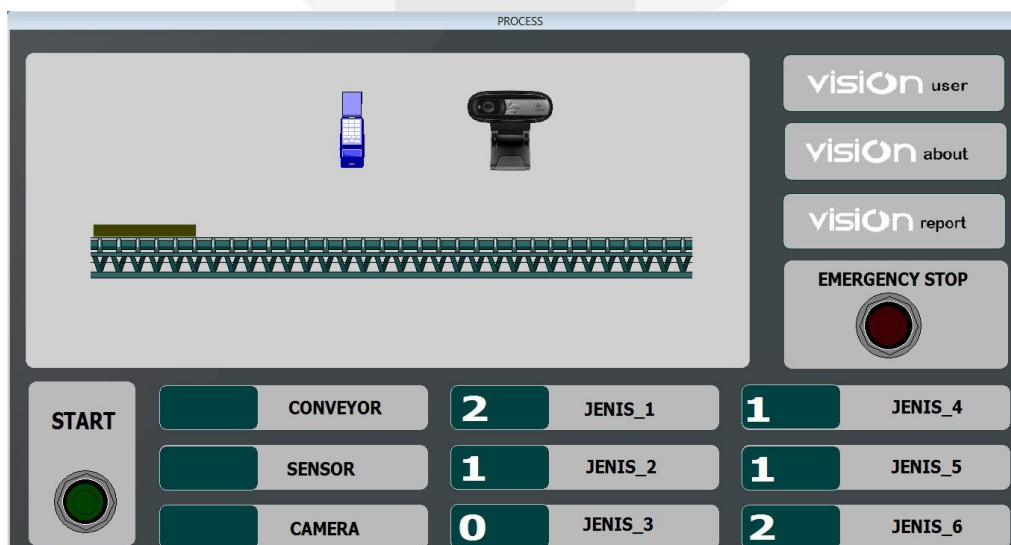 PROCESS
vision user
vision about
vision report
EMERGENCY STOP
START
CONVEYOR
2 JENIS_1
1 JENIS_4
SENSOR
1 JENIS_2
1 JENIS_5
CAMERA
0 JENIS_3
2 JENIS_6